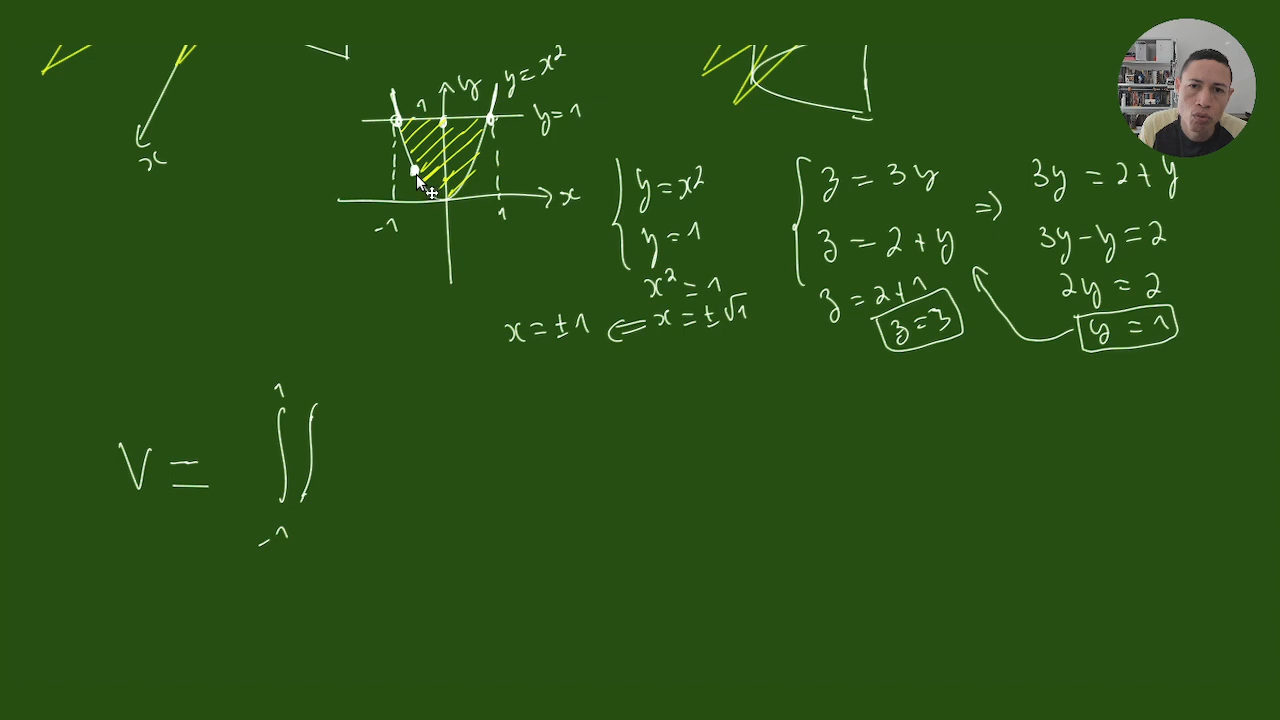 x
1
y
y = x²
y = 1
x
-1
1
y = x²
y = 1
x² = 1
x = ±1 ⇐ x = ±√1
z = 3y
z = 2 + y
z = 2+1
z = 3
⇒
3y = 2 + y
3y - y = 2
2y = 2
y = 1
1
V = ∫∫
-1